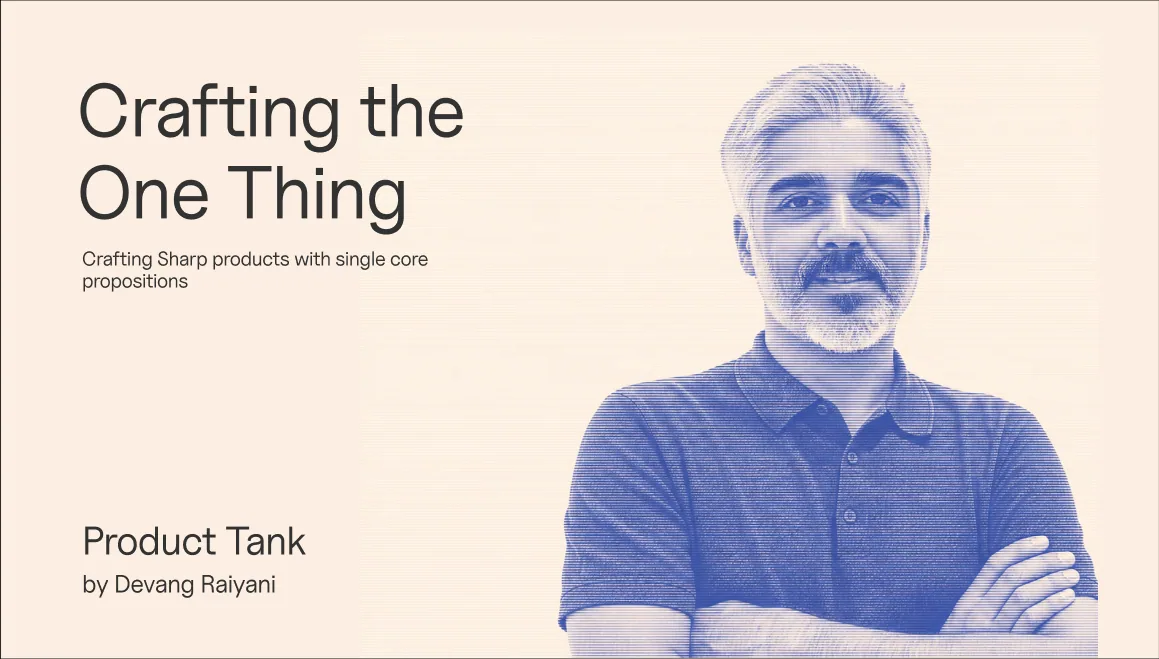 Crafting the
One Thing
Crafting Sharp products with single core
propositions
Product Tank
by Devang Raiyani